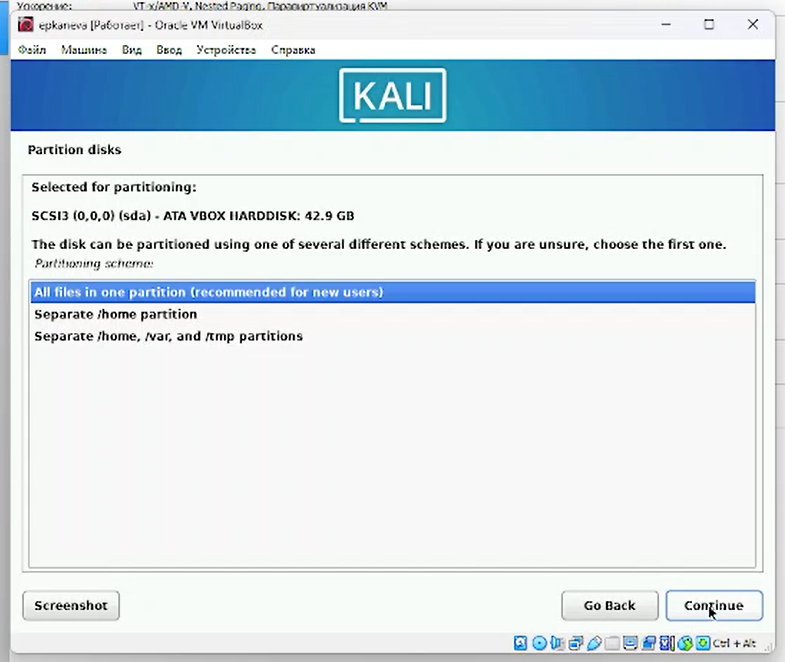 Ускорение: VT-x/AMD-V, Nested Paging, Паравиртуализация KVM
epkaneva [Работает] - Oracle VM VirtualBox
Файл Машина Вид Ввод Устройства Справка
KALI
Partition disks
Selected for partitioning:
SCSI3 (0,0,0) (sda) - ATA VBOX HARDDISK: 42.9 GB
The disk can be partitioned using one of several different schemes. If you are unsure, choose the first one.
Partitioning scheme:
All files in one partition (recommended for new users)
Separate /home partition
Separate /home, /var, and /tmp partitions
Screenshot Go Back Continue
Ctrl + Alt